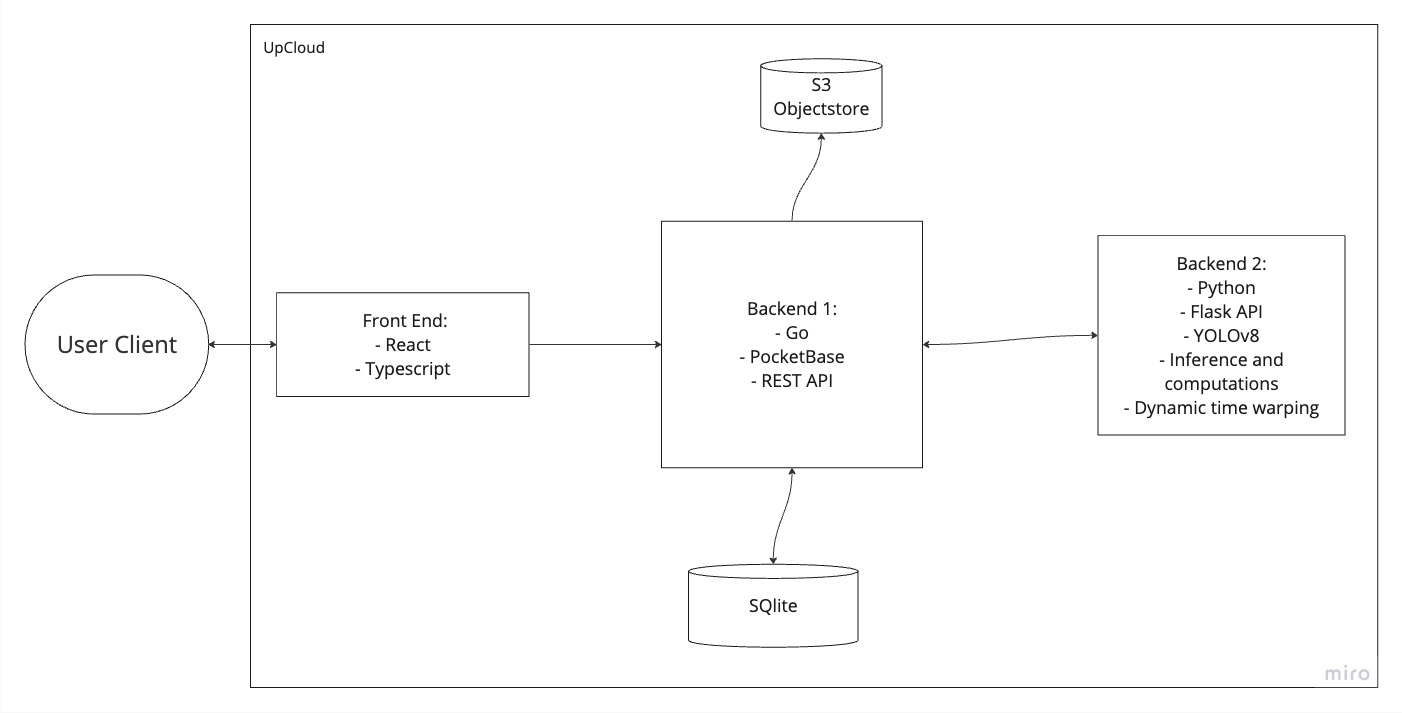 UpCloud
S3
Objectstore
User Client
Front End:
- React
- Typescript
Backend 1:
- Go
- PocketBase
- REST API
Backend 2:
- Python
- Flask API
- YOLOv8
- Inference and
computations
- Dynamic time warping
SQlite
miro